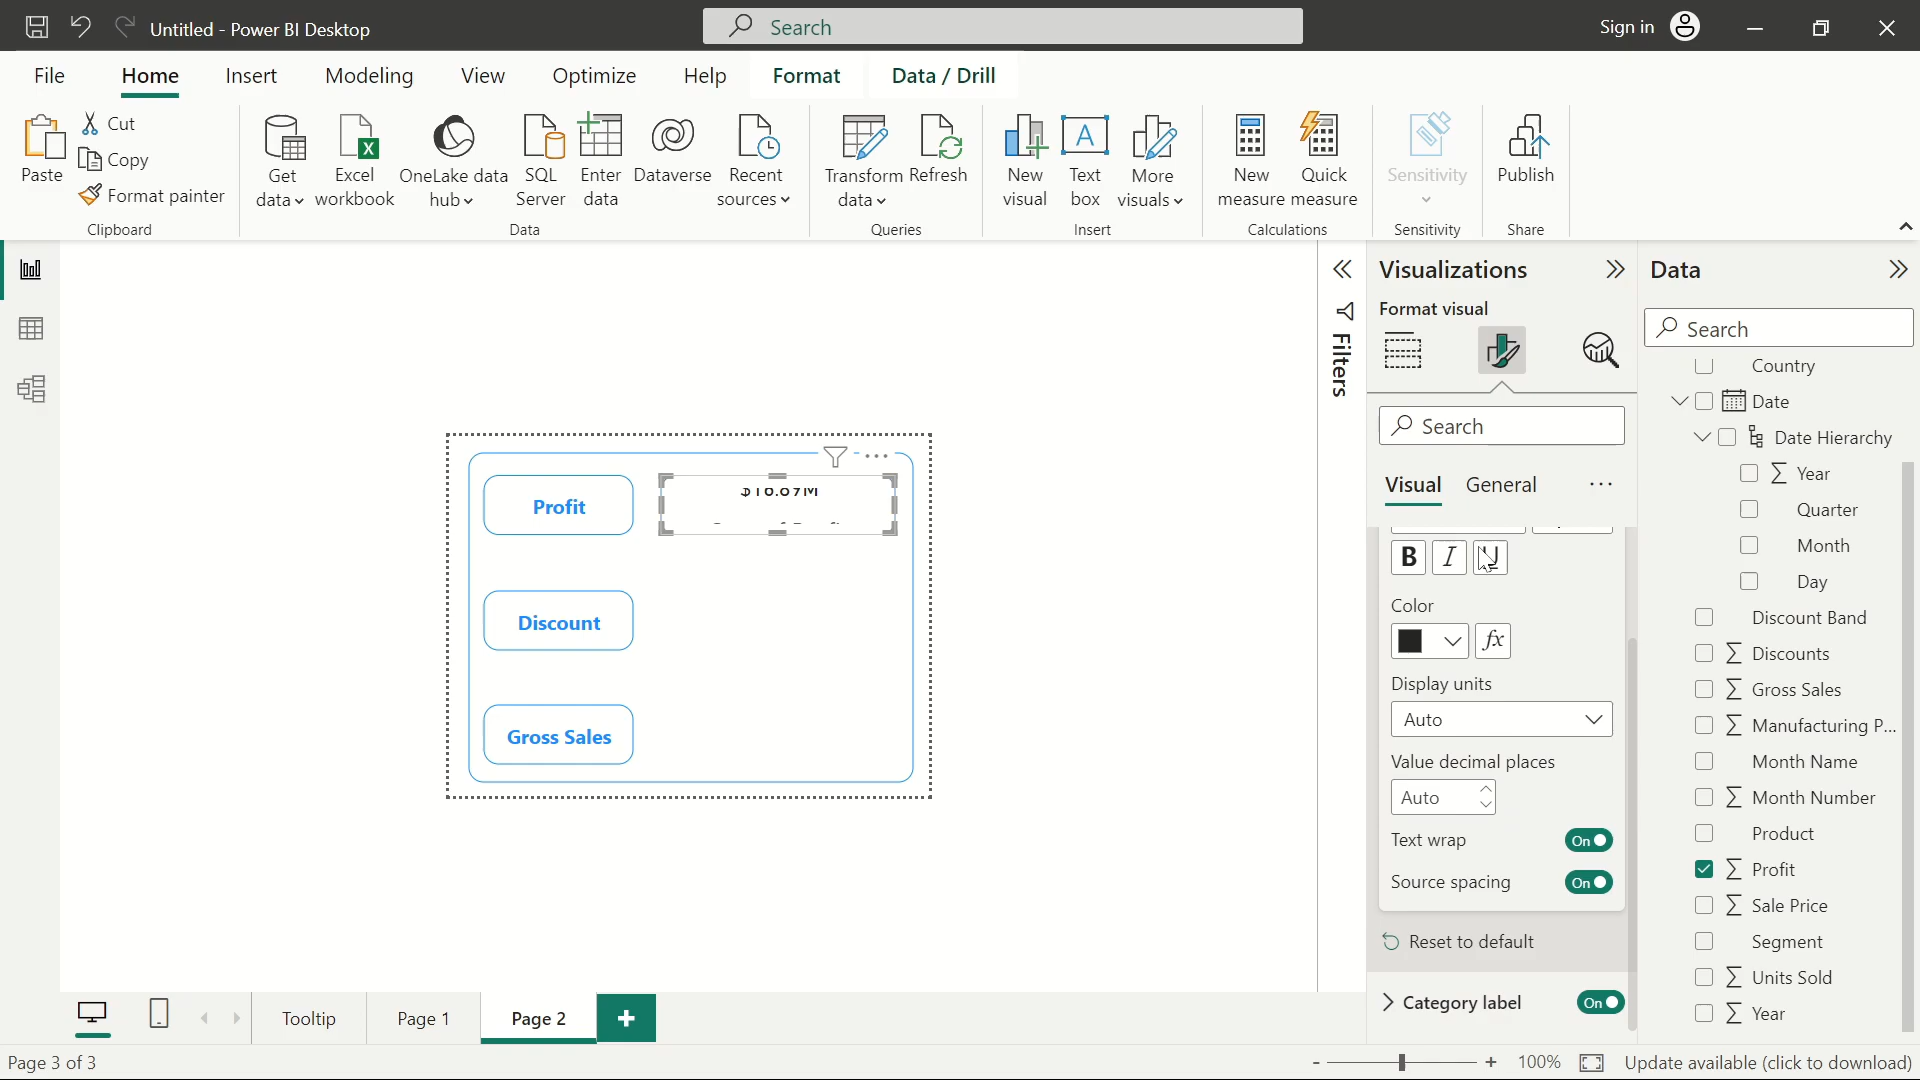 Untitled - Power BI Desktop
Search
Sign in
File
Home
Insert
Modeling
View
Optimize
Help
Format
Data / Drill
Paste
Cut
Copy
Format painter
Clipboard
Get
data
Excel
workbook
OneLake data
hub
SQL
Server
Enter
data
Dataverse
Recent
sources
Data
Transform
data
Refresh
Queries
New
visual
A
Text
box
More
visuals
Insert
New
measure
Quick
measure
Calculations
Sensitivity
Sensitivity
Publish
Share
Profit
Discount
Gross Sales
Filters
Visualizations
Format visual
Search
Visual
General
B
I
U
Color
fx
Display units
Auto
Value decimal places
Auto
Text wrap
On
Source spacing
On
Reset to default
Category label
On
Data
Search
Country
Date
Date Hierarchy
Σ Year
Quarter
Month
Day
Discount Band
Σ Discounts
Σ Gross Sales
Σ Manufacturing P...
Month Name
Σ Month Number
Product
Σ Profit
Σ Sale Price
Segment
Σ Units Sold
Σ Year
Tooltip
Page 1
Page 2
+
Page 3 of 3
- + 100%
Update available (click to download)